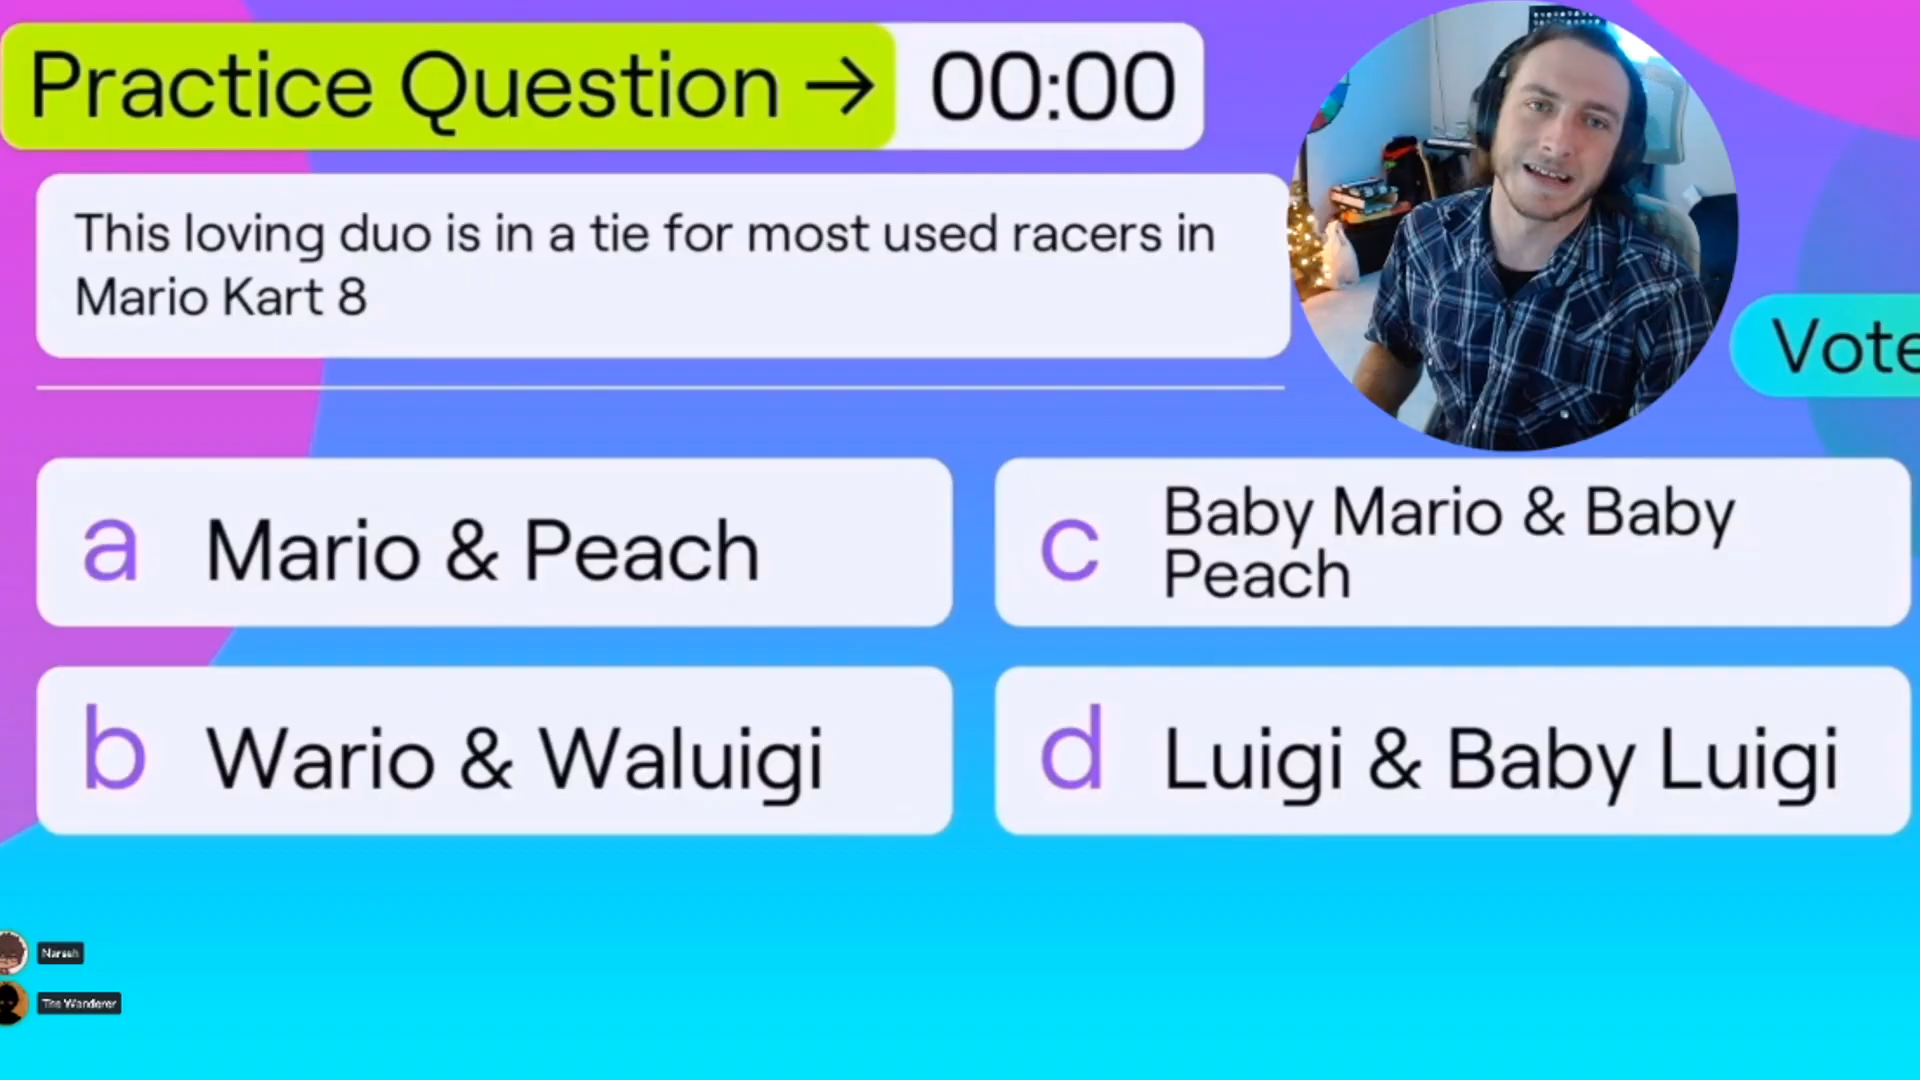 Practice Question → 00:00
This loving duo is in a tie for most used racers in
Mario Kart 8
Vote
a Mario & Peach
c Baby Mario & Baby
Peach
b Wario & Waluigi
d Luigi & Baby Luigi
The Wanderer